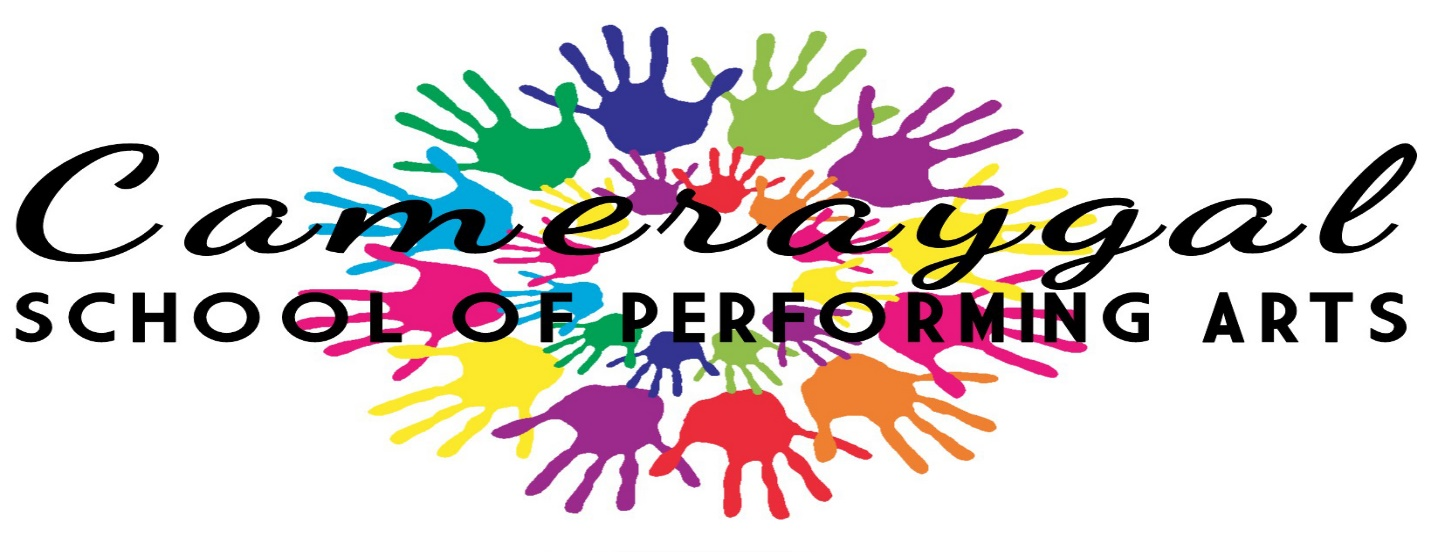 Cameraygal
SCHOOL OF PERFORMING ARTS